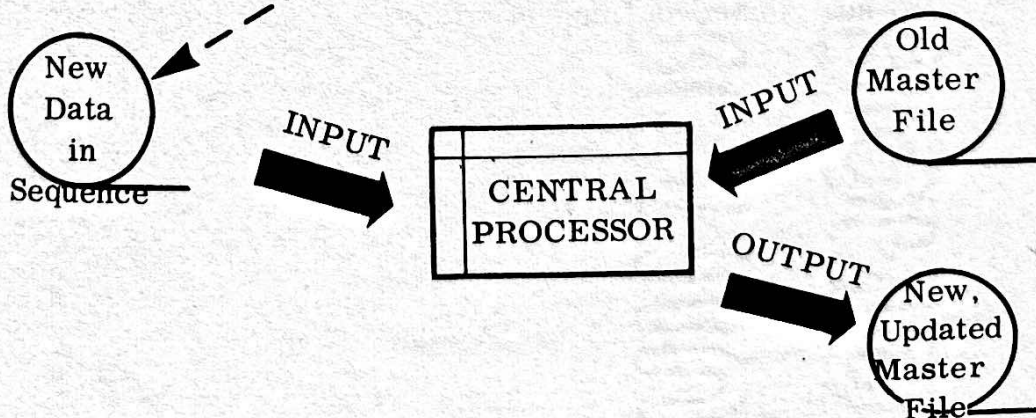 New
Data
in
Sequence
INPUT
CENTRAL
PROCESSOR
INPUT
Old
Master
File
OUTPUT
New,
Updated
Master
File